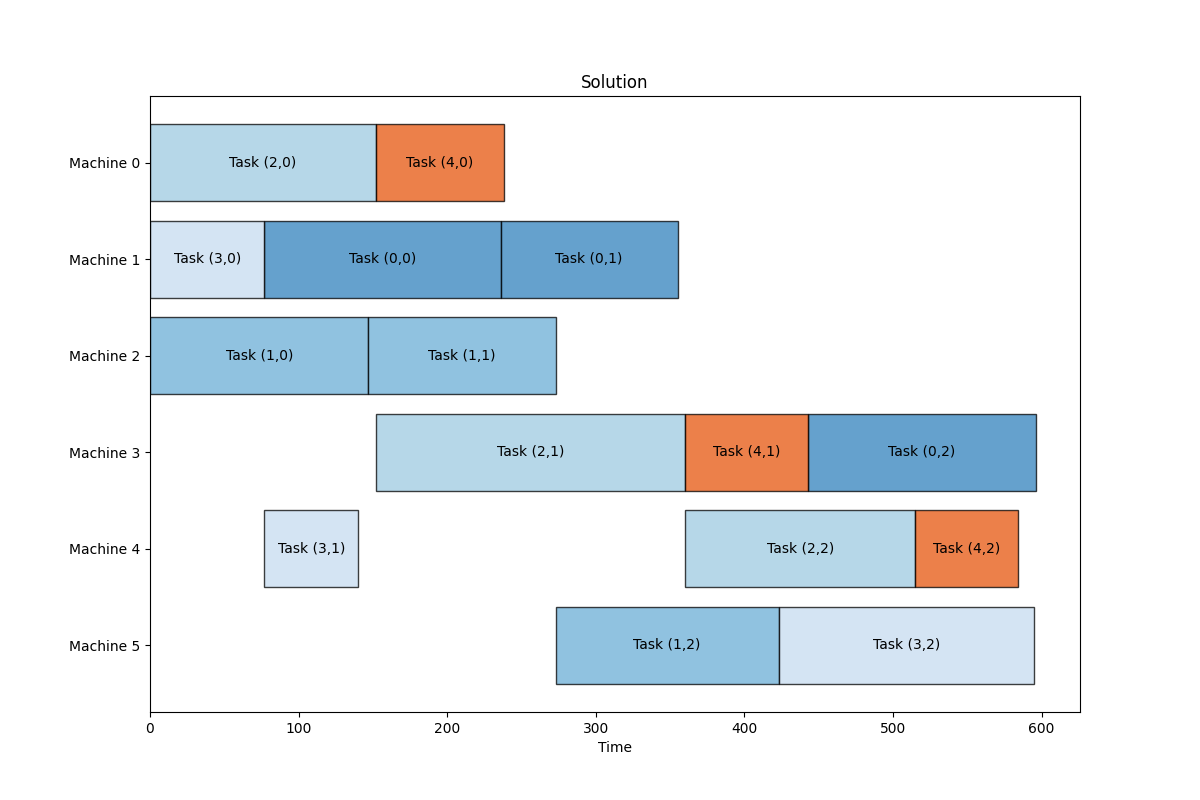 Solution
Machine 0
Task (2,0)
Task (4,0)
Machine 1
Task (3,0)
Task (0,0)
Task (0,1)
Machine 2
Task (1,0)
Task (1,1)
Machine 3
Task (2,1)
Task (4,1)
Task (0,2)
Machine 4
Task (3,1)
Task (2,2)
Task (4,2)
Machine 5
Task (1,2)
Task (3,2)
0 100 200 300 400 500 600
Time